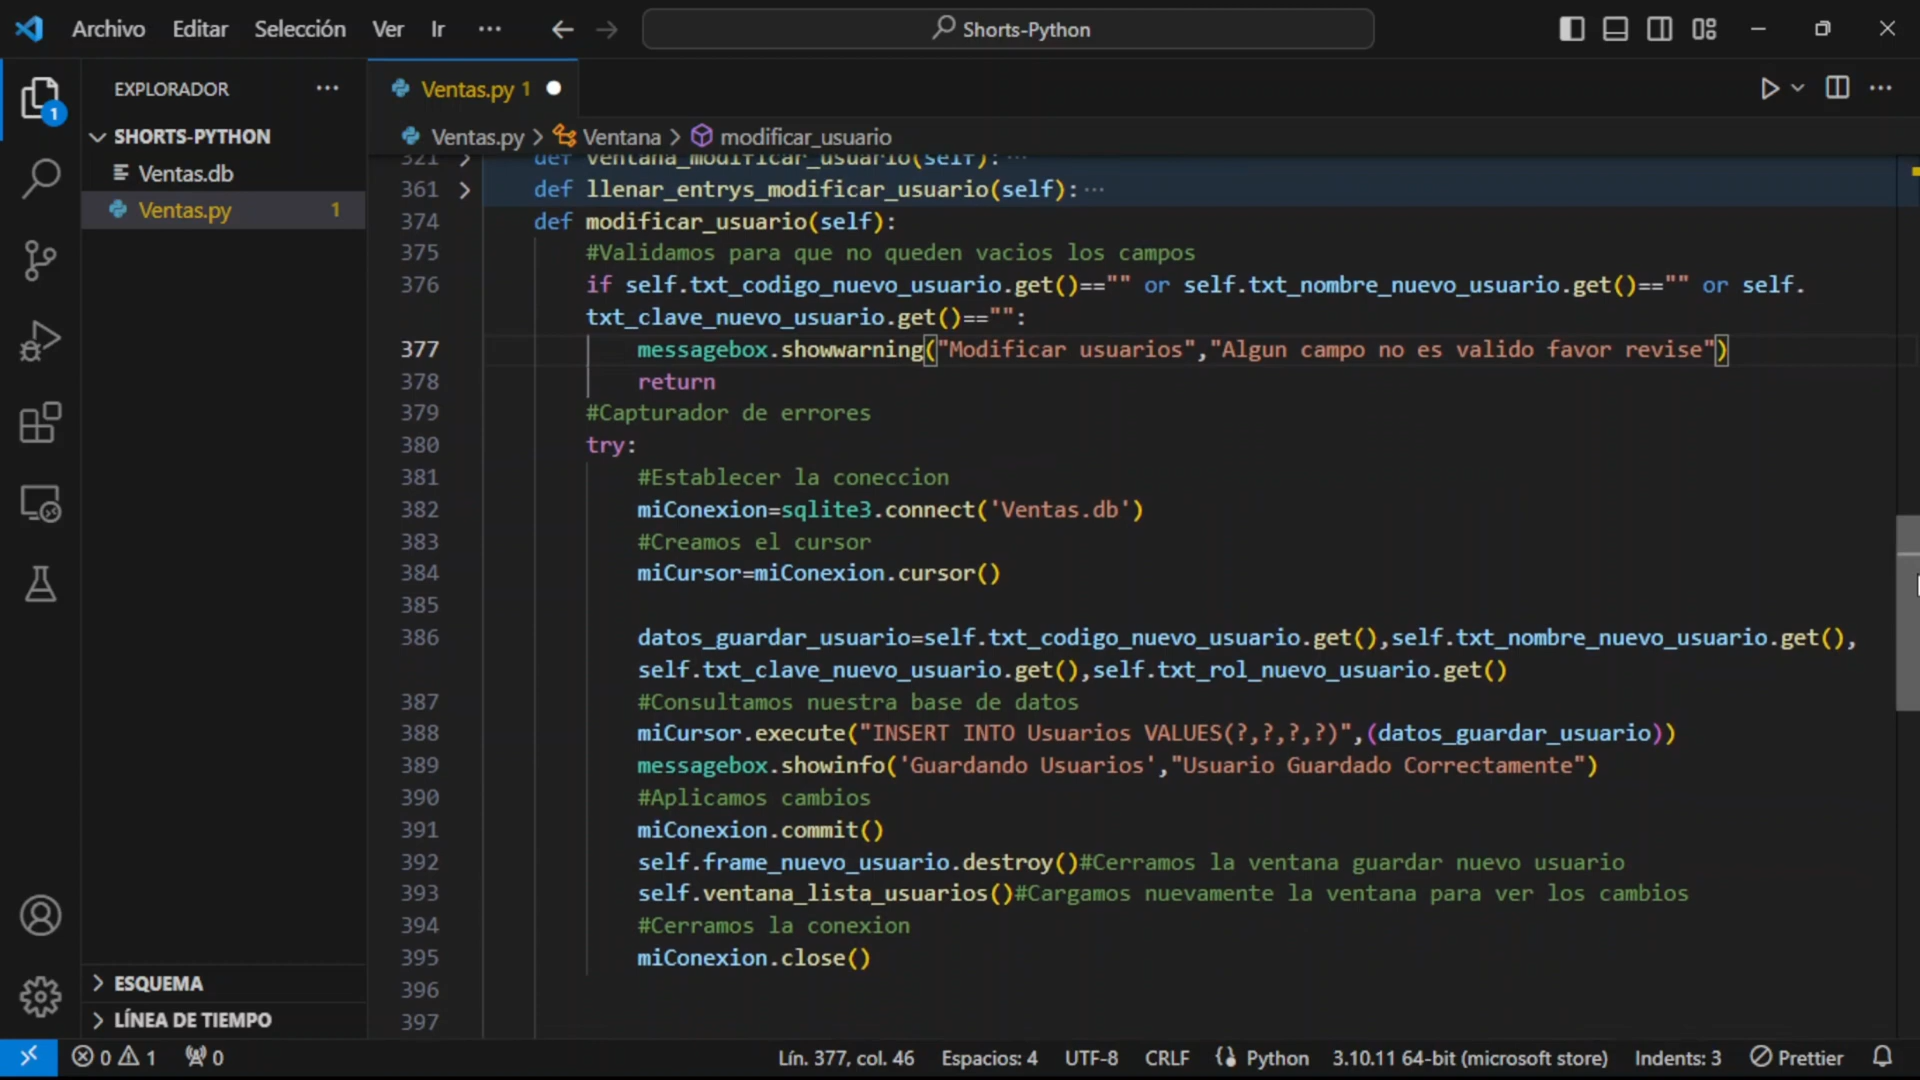 Archivo Editar Selección Ver Ir ··· Shorts-Python
EXPLORADOR ···
SHORTS-PYTHON
Ventas.db
Ventas.py 1
ESQUEMA
LÍNEA DE TIEMPO
1
Ventas.py 1
Ventas.py > Ventana > modificar_usuario
321 def ventana_modificar_usuario(self):···
361 def llenar_entrys_modificar_usuario(self):···
374 def modificar_usuario(self):
375 #Validamos para que no queden vacios los campos
376 if self.txt_codigo_nuevo_usuario.get()=="" or self.txt_nombre_nuevo_usuario.get()=="" or self.
txt_clave_nuevo_usuario.get()=="":
377 messagebox.showwarning("Modificar usuarios","Algun campo no es valido favor revise")
378 return
379 #Capturador de errores
380 try:
381 #Establecer la coneccion
382 miConexion=sqlite3.connect('Ventas.db')
383 #Creamos el cursor
384 miCursor=miConexion.cursor()
385
386 datos_guardar_usuario=self.txt_codigo_nuevo_usuario.get(),self.txt_nombre_nuevo_usuario.get(),
self.txt_clave_nuevo_usuario.get(),self.txt_rol_nuevo_usuario.get()
387 #Consultamos nuestra base de datos
388 miCursor.execute("INSERT INTO Usuarios VALUES(?,?,?,?)",(datos_guardar_usuario))
389 messagebox.showinfo('Guardando Usuarios',"Usuario Guardado Correctamente")
390 #Aplicamos cambios
391 miConexion.commit()
392 self.frame_nuevo_usuario.destroy()#Cerramos la ventana guardar nuevo usuario
393 self.ventana_lista_usuarios()#Cargamos nuevamente la ventana para ver los cambios
394 #Cerramos la conexion
395 miConexion.close()
396
397
0 1 0 Lín. 377, col. 46 Espacios: 4 UTF-8 CRLF Python 3.10.11 64-bit (microsoft store) Indents: 3 Prettier